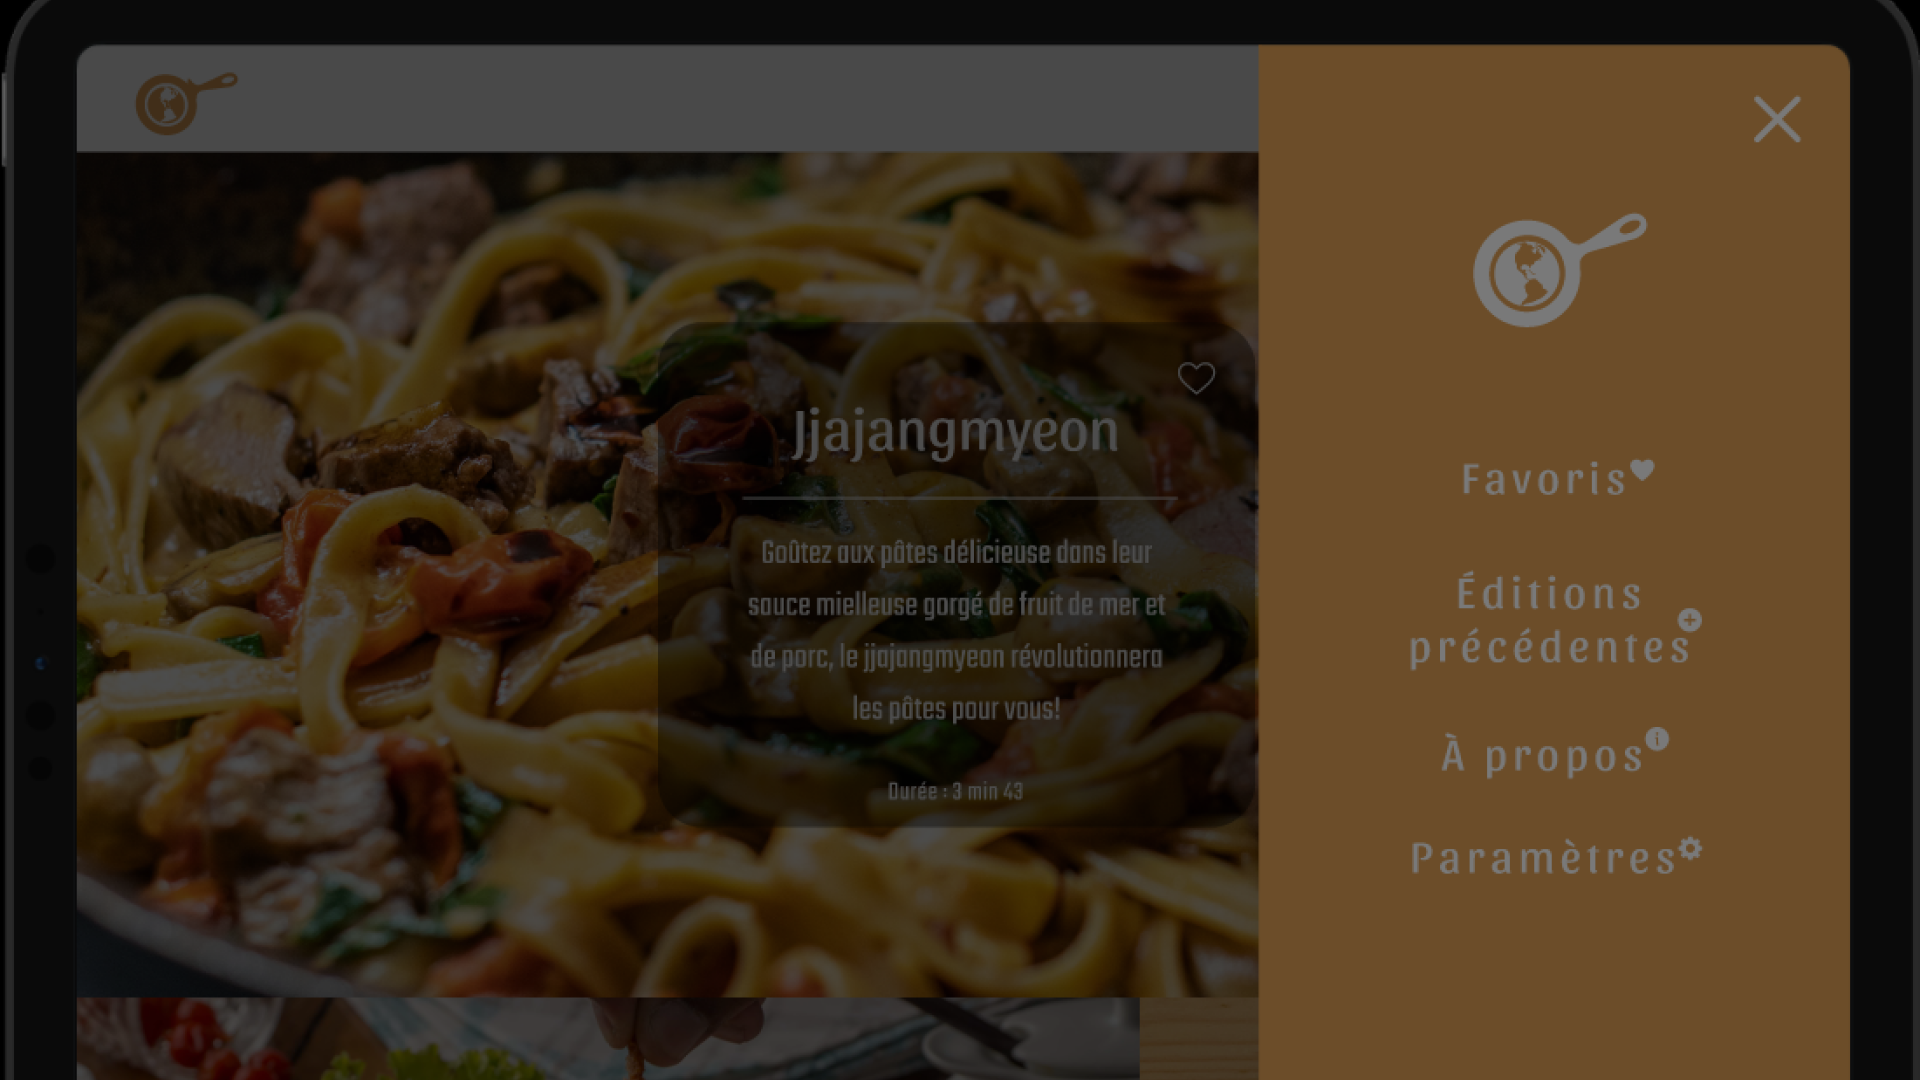 Jjajangmyeon
Goûtez aux pâtes délicieuse dans leur
sauce mielleuse gorgé de fruit de mer et
de porc, le jjajangmyeon révolutionnera
les pâtes pour vous!
Durée : 3 min 43
Favoris
Éditions
précédentes
À propos
Paramètres